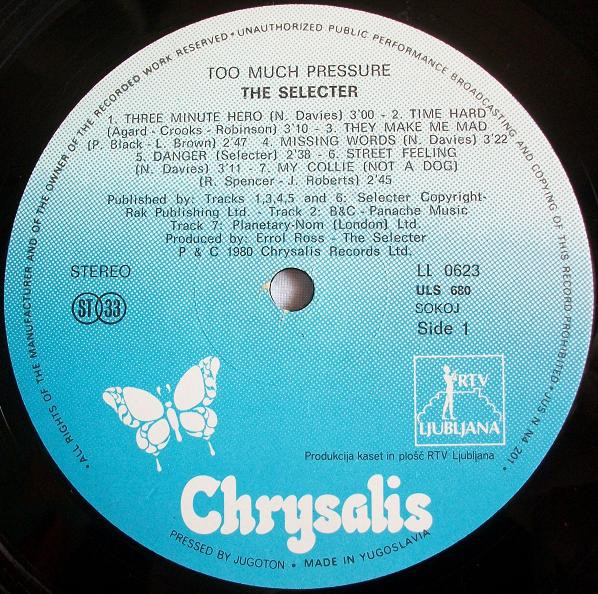 • ALL RIGHTS OF THE MANUFACTURER AND OF THE OWNER OF THE RECORDED WORK RESERVED • UNAUTHORIZED PUBLIC PERFORMANCE BROADCASTING AND COPYING OF THIS RECORD PROHIBITED • JUS N.N4 201 •
TOO MUCH PRESSURE
THE SELECTER
1. THREE MINUTE HERO (N. Davies) 3'00 - 2. TIME HARD
(Agard - Crooks - Robinson) 3'10 - 3. THEY MAKE ME MAD
(P. Black - L. Brown) 2'47 4. MISSING WORDS (N. Davies) 3'22
5. DANGER (Selecter) 2'38 - 6. STREET FEELING
(N. Davies) 3'11 - 7. MY COLLIE (NOT A DOG)
(R. Spencer - J. Roberts) 2'45
Published by: Tracks 1,3,4,5 and 6: Selecter Copyright-
Rak Publishing Ltd. - Track 2: B&C - Panache Music
Track 7: Planetary-Nom (London) Ltd.
Produced by: Errol Ross - The Selecter
P & C 1980 Chrysalis Records Ltd.
STEREO
ST 33
LL 0623
ULS 680
SOKOJ
Side 1
RTV
LJUBLJANA
Produkcija kaset in plošč RTV Ljubljana
Chrysalis
PRESSED BY JUGOTON • MADE IN YUGOSLAVIA